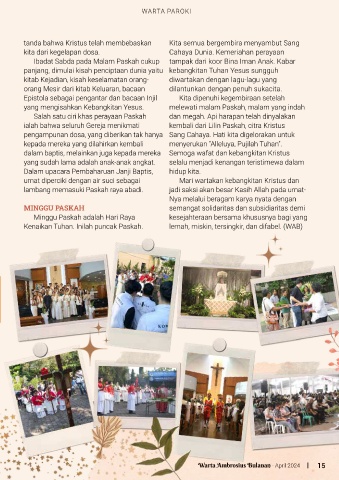 WARTA PAROKI
tanda bahwa Kristus telah membebaskan
kita dari kegelapan dosa.
Ibadat Sabda pada Malam Paskah cukup
panjang, dimulai kisah penciptaan dunia yaitu
kitab Kejadian, kisah keselamatan orang-
orang Mesir dari kitab Keluaran, bacaan
Epistola sebagai pengantar dan bacaan Injil
yang mengisahkan Kebangkitan Yesus.
Salah satu ciri khas perayaan Paskah
ialah bahwa seluruh Gereja menikmati
pengampunan dosa, yang diberikan tak hanya
kepada mereka yang dilahirkan kembali
dalam baptis, melainkan juga kepada mereka
yang sudah lama adalah anak-anak angkat.
Dalam upacara Pembaharuan Janji Baptis,
umat diperciki dengan air suci sebagai
lambang memasuki Paskah raya abadi.
MINGGU PASKAH
Minggu Paskah adalah Hari Raya
Kenaikan Tuhan. Inilah puncak Paskah.
Kita semua bergembira menyambut Sang
Cahaya Dunia. Kemeriahan perayaan
tampak dari koor Bina Iman Anak. Kabar
kebangkitan Tuhan Yesus sungguh
diwartakan dengan lagu-lagu yang
dilantunkan dengan penuh sukacita.
Kita dipenuhi kegembiraan setelah
melewati malam Paskah, malam yang indah
dan megah. Api harapan telah dinyalakan
kembali dari Lilin Paskah, citra Kristus
Sang Cahaya. Hati kita digelorakan untuk
menyerukan "Alleluya, Pujilah Tuhan".
Semoga wafat dan kebangkitan Kristus
selalu menjadi kenangan teristimewa dalam
hidup kita.
Mari wartakan kebangkitan Kristus dan
jadi saksi akan besar Kasih Allah pada umat-
Nya melalui beragam karya nyata dengan
semangat solidaritas dan subsidiaritas demi
kesejahteraan bersama khususnya bagi yang
lemah, miskin, tersingkir, dan difabel. (WAB)
Warta Ambrosius Bulanan April 2024 | 15